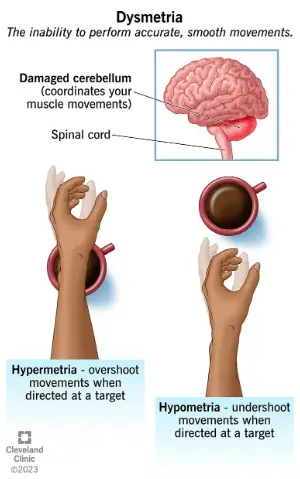 Dysmetria
The inability to perform accurate, smooth movements.
Damaged cerebellum
(coordinates your
muscle movements)
Spinal cord
Hypermetria - overshoot
movements when
directed at a target
Hypometria - undershoot
movements when
directed at a target
Cleveland
Clinic
©2023